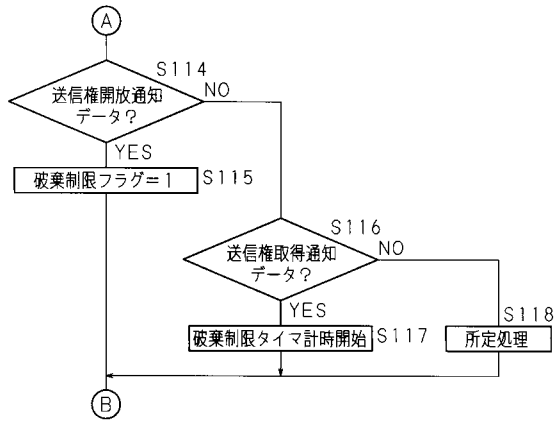 A
S114
送信権開放通知
データ?
NO
YES
破棄制限フラグ=1
S115
S116
送信権取得通知
データ?
NO
YES
破棄制限タイマ計時開始
S117
S118
所定処理
B